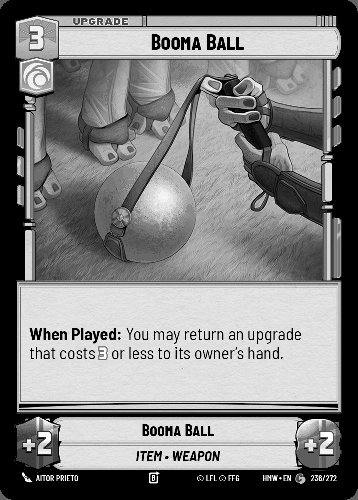 UPGRADE
3
BOOMA BALL
When Played: You may return an upgrade
that costs 3 or less to its owner's hand.
+2
BOOMA BALL
+2
ITEM • WEAPON
AITOR PRIETO
© LFL © FFG
HMW • EN
236/272